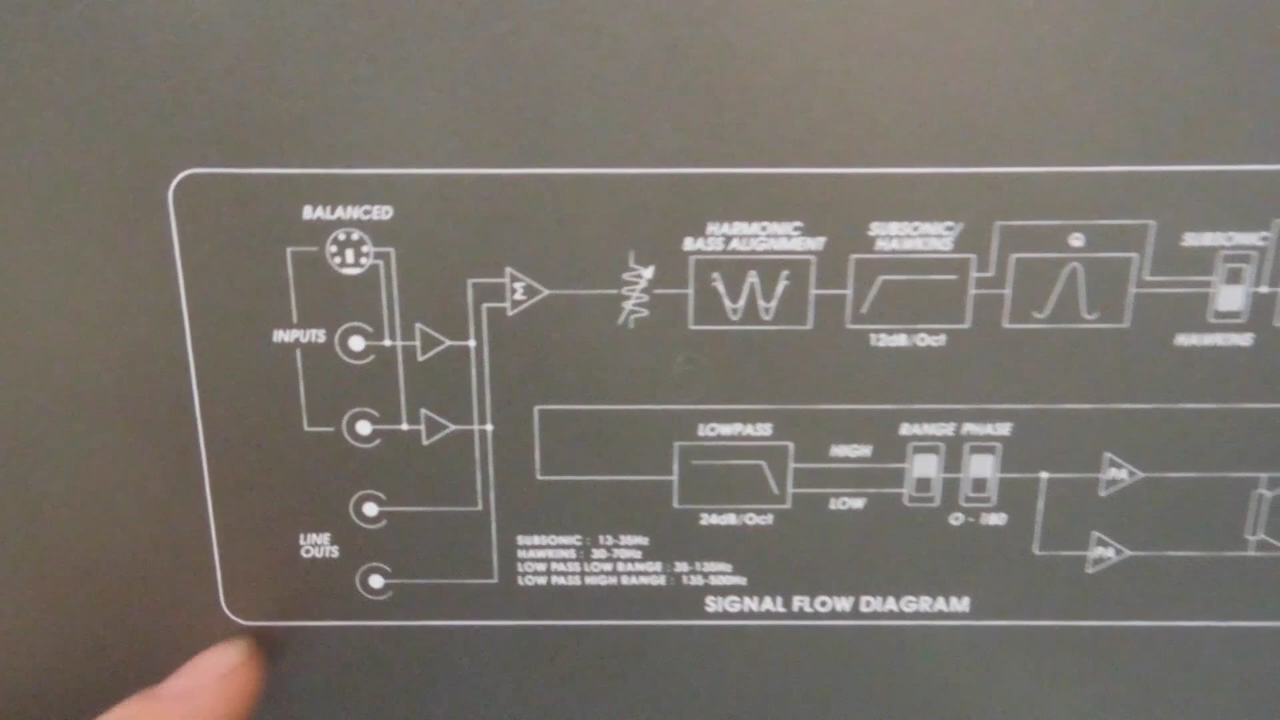 BALANCED
INPUTS
LINE
OUTS
Σ
HARMONIC
BASS ALIGNMENT
SUBSONIC/
HAWKINS
12dB/Oct
Q
SUBSONIC
HAWKINS
LOWPASS
24dB/Oct
HIGH
LOW
RANGE PHASE
O - 180
PA
PA
SUBSONIC : 13-35Hz
HAWKINS : 30-70Hz
LOW PASS LOW RANGE : 35-135Hz
LOW PASS HIGH RANGE : 135-500Hz
SIGNAL FLOW DIAGRAM